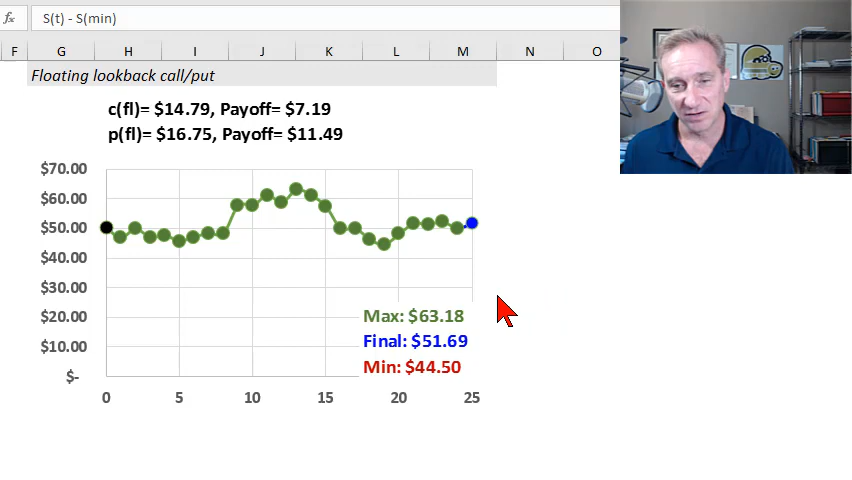 fx S(t) - S(min)
F G H I J K L M N O
Floating lookback call/put
c(fl)= $14.79, Payoff= $7.19
p(fl)= $16.75, Payoff= $11.49
$70.00
$60.00
$50.00
$40.00
$30.00
$20.00
$10.00
$-
Max: $63.18
Final: $51.69
Min: $44.50
0 5 10 15 20 25